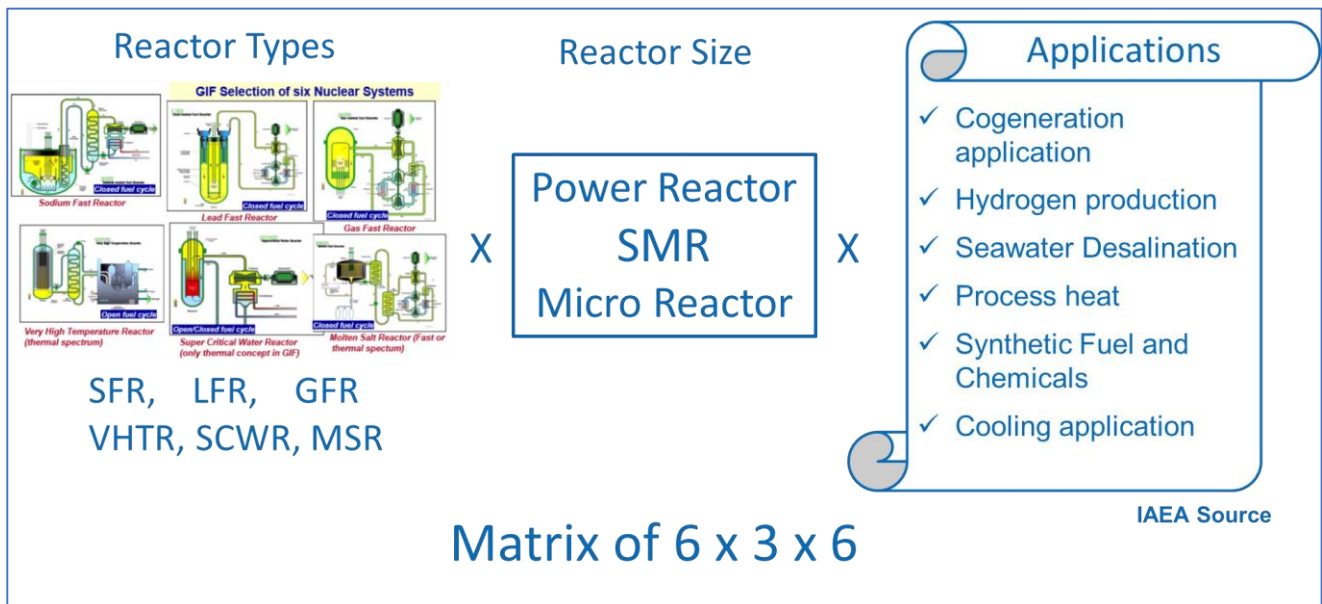 Reactor Types
Reactor Size
Applications
GIF Selection of six Nuclear Systems
Closed fuel cycle
Sodium Fast Reactor
Closed fuel cycle
Lead Fast Reactor
Closed fuel cycle
Gas Fast Reactor
Open fuel cycle
Very High Temperature Reactor
(thermal spectrum)
Open/Closed fuel cycle
Super Critical Water Reactor
(only thermal concept in GIF)
Closed fuel cycle
Molten Salt Reactor (Fast or
thermal spectum)
SFR, LFR, GFR
VHTR, SCWR, MSR
X
Power Reactor
SMR
Micro Reactor
X
✓ Cogeneration
application
✓ Hydrogen production
✓ Seawater Desalination
✓ Process heat
✓ Synthetic Fuel and
Chemicals
✓ Cooling application
IAEA Source
Matrix of 6 x 3 x 6